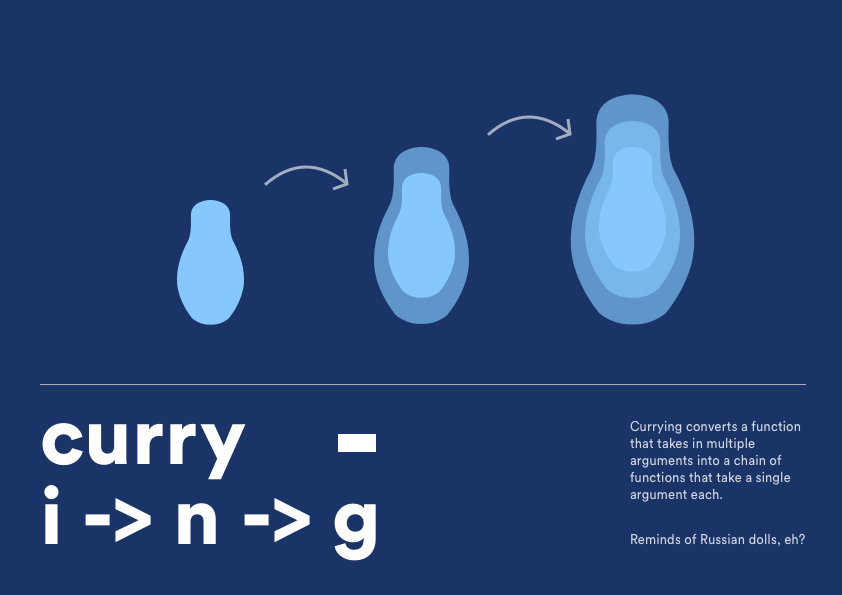 curry -
i -> n -> g
Currying converts a function
that takes in multiple
arguments into a chain of
functions that take a single
argument each.
Reminds of Russian dolls, eh?